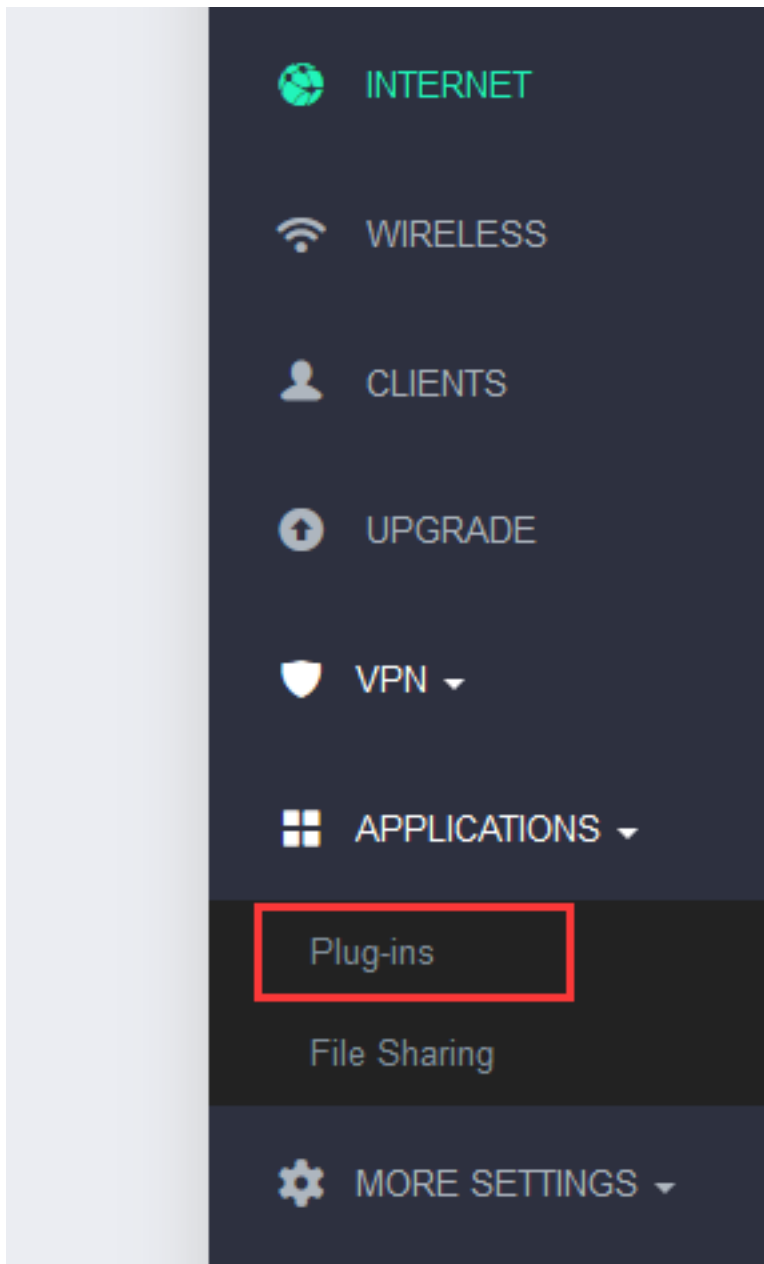 INTERNET
WIRELESS
CLIENTS
UPGRADE
VPN
APPLICATIONS
Plug-ins
File Sharing
MORE SETTINGS